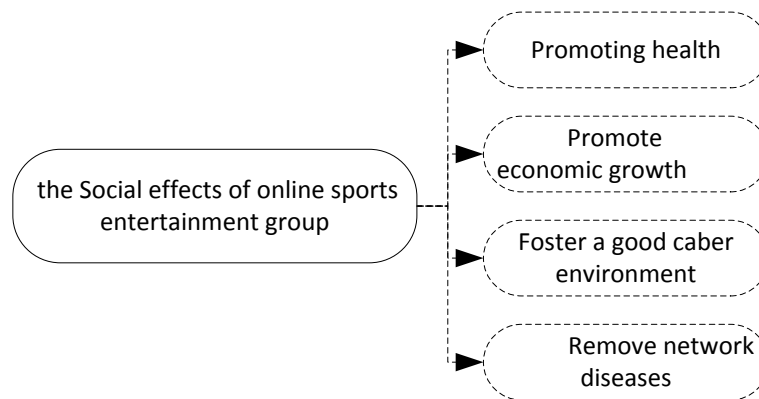 the Social effects of online sports
entertainment group
Promoting health
Promote
economic growth
Foster a good caber
environment
Remove network
diseases